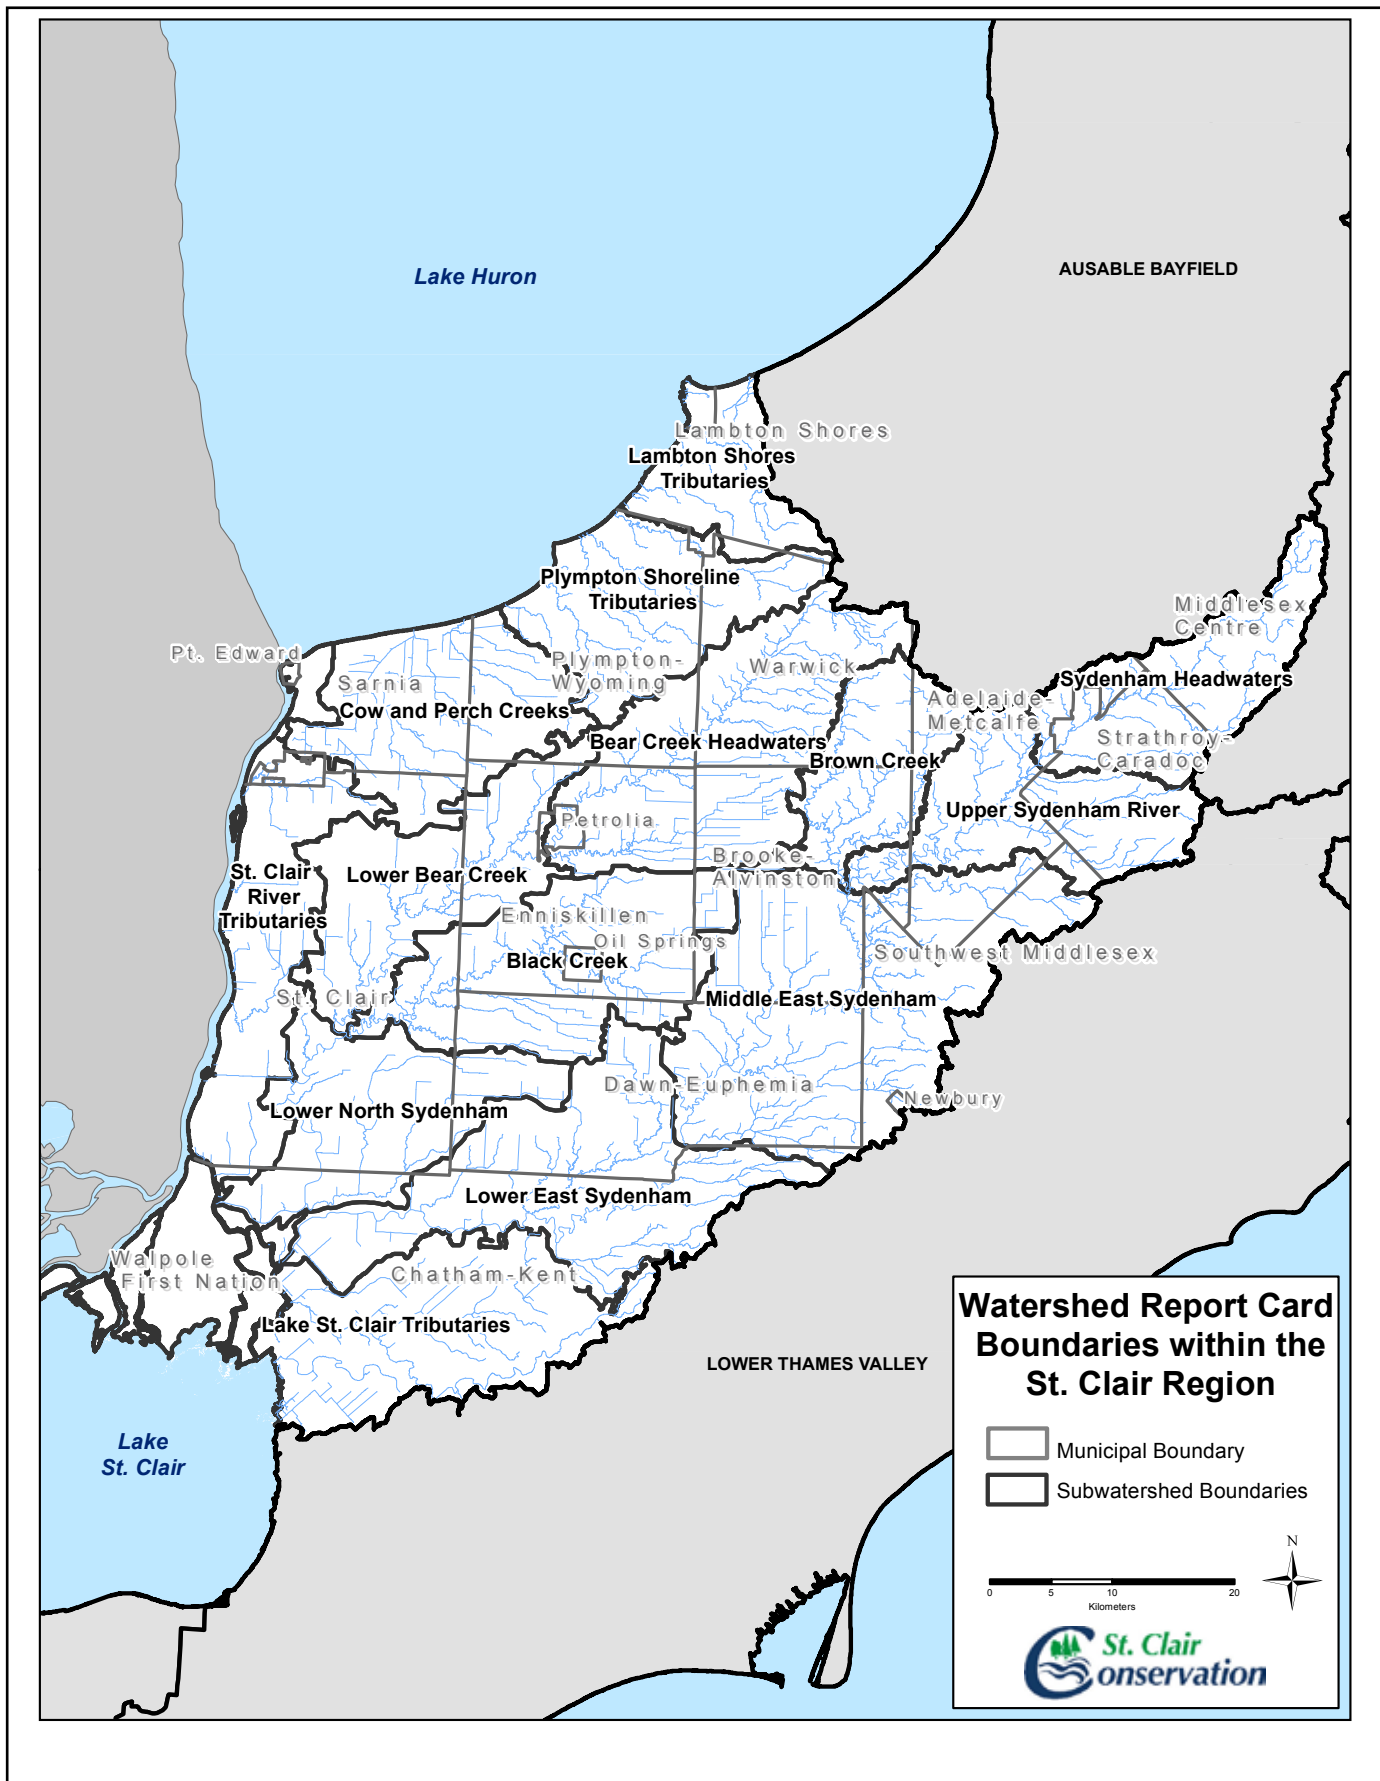 Lake Huron
AUSABLE BAYFIELD
Lambton Shores
Lambton Shores
Tributaries
Plympton Shoreline
Tributaries
Middlesex
Centre
Pt. Edward
Plympton-
Wyoming
Warwick
Sarnia
Sydenham Headwaters
Adelaide-
Metcalfe
Cow and Perch Creeks
Strathroy-
Caradoc
Bear Creek Headwaters
Brown Creek
Upper Sydenham River
Petrolia
Brooke-
Alvinston
St. Clair
River
Tributaries
Lower Bear Creek
Enniskillen
Oil Springs
Black Creek
Southwest Middlesex
St. Clair
Middle East Sydenham
Dawn-Euphemia
Newbury
Lower North Sydenham
Lower East Sydenham
Walpole
First Nation
Chatham-Kent
Lake St. Clair Tributaries
LOWER THAMES VALLEY
Lake
St. Clair
Watershed Report Card
Boundaries within the
St. Clair Region
Municipal Boundary
Subwatershed Boundaries
N
0 5 10 20
Kilometers
St. Clair
Conservation